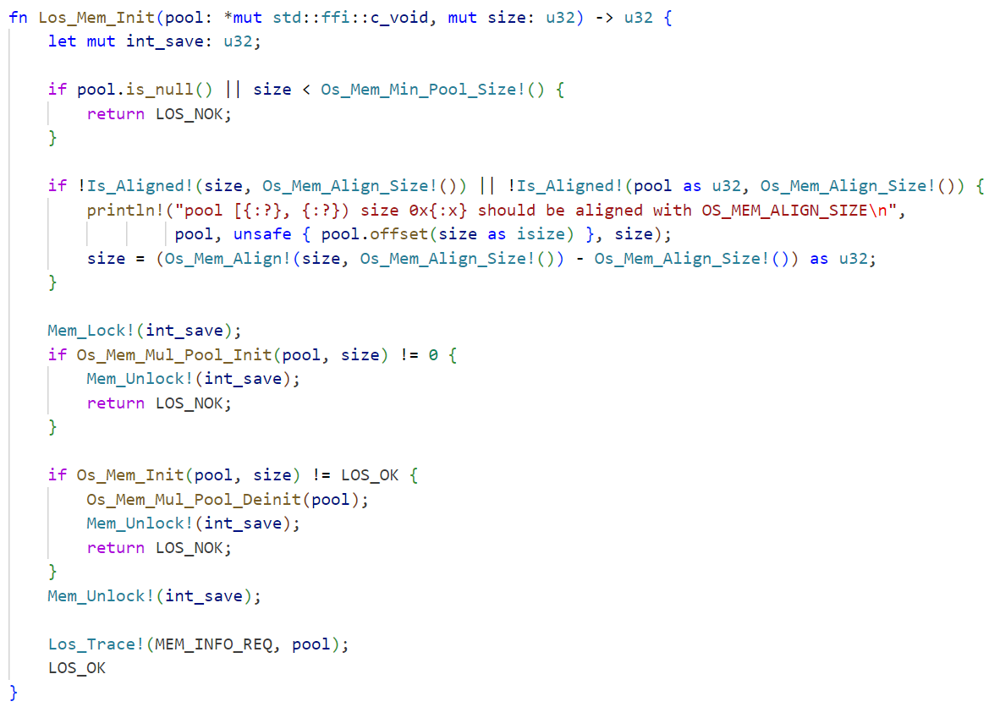 fn Los_Mem_Init(pool: *mut std::ffi::c_void, mut size: u32) -> u32 {
    let mut int_save: u32;

    if pool.is_null() || size < Os_Mem_Min_Pool_Size!() {
        return LOS_NOK;
    }

    if !Is_Aligned!(size, Os_Mem_Align_Size!()) || !Is_Aligned!(pool as u32, Os_Mem_Align_Size!()) {
        println!("pool [{:?}, {:?}) size 0x{:x} should be aligned with OS_MEM_ALIGN_SIZE\n",
                 pool, unsafe { pool.offset(size as isize) }, size);
        size = (Os_Mem_Align!(size, Os_Mem_Align_Size!()) - Os_Mem_Align_Size!()) as u32;
    }

    Mem_Lock!(int_save);
    if Os_Mem_Mul_Pool_Init(pool, size) != 0 {
        Mem_Unlock!(int_save);
        return LOS_NOK;
    }

    if Os_Mem_Init(pool, size) != LOS_OK {
        Os_Mem_Mul_Pool_Deinit(pool);
        Mem_Unlock!(int_save);
        return LOS_NOK;
    }
    Mem_Unlock!(int_save);

    Los_Trace!(MEM_INFO_REQ, pool);
    LOS_OK
}